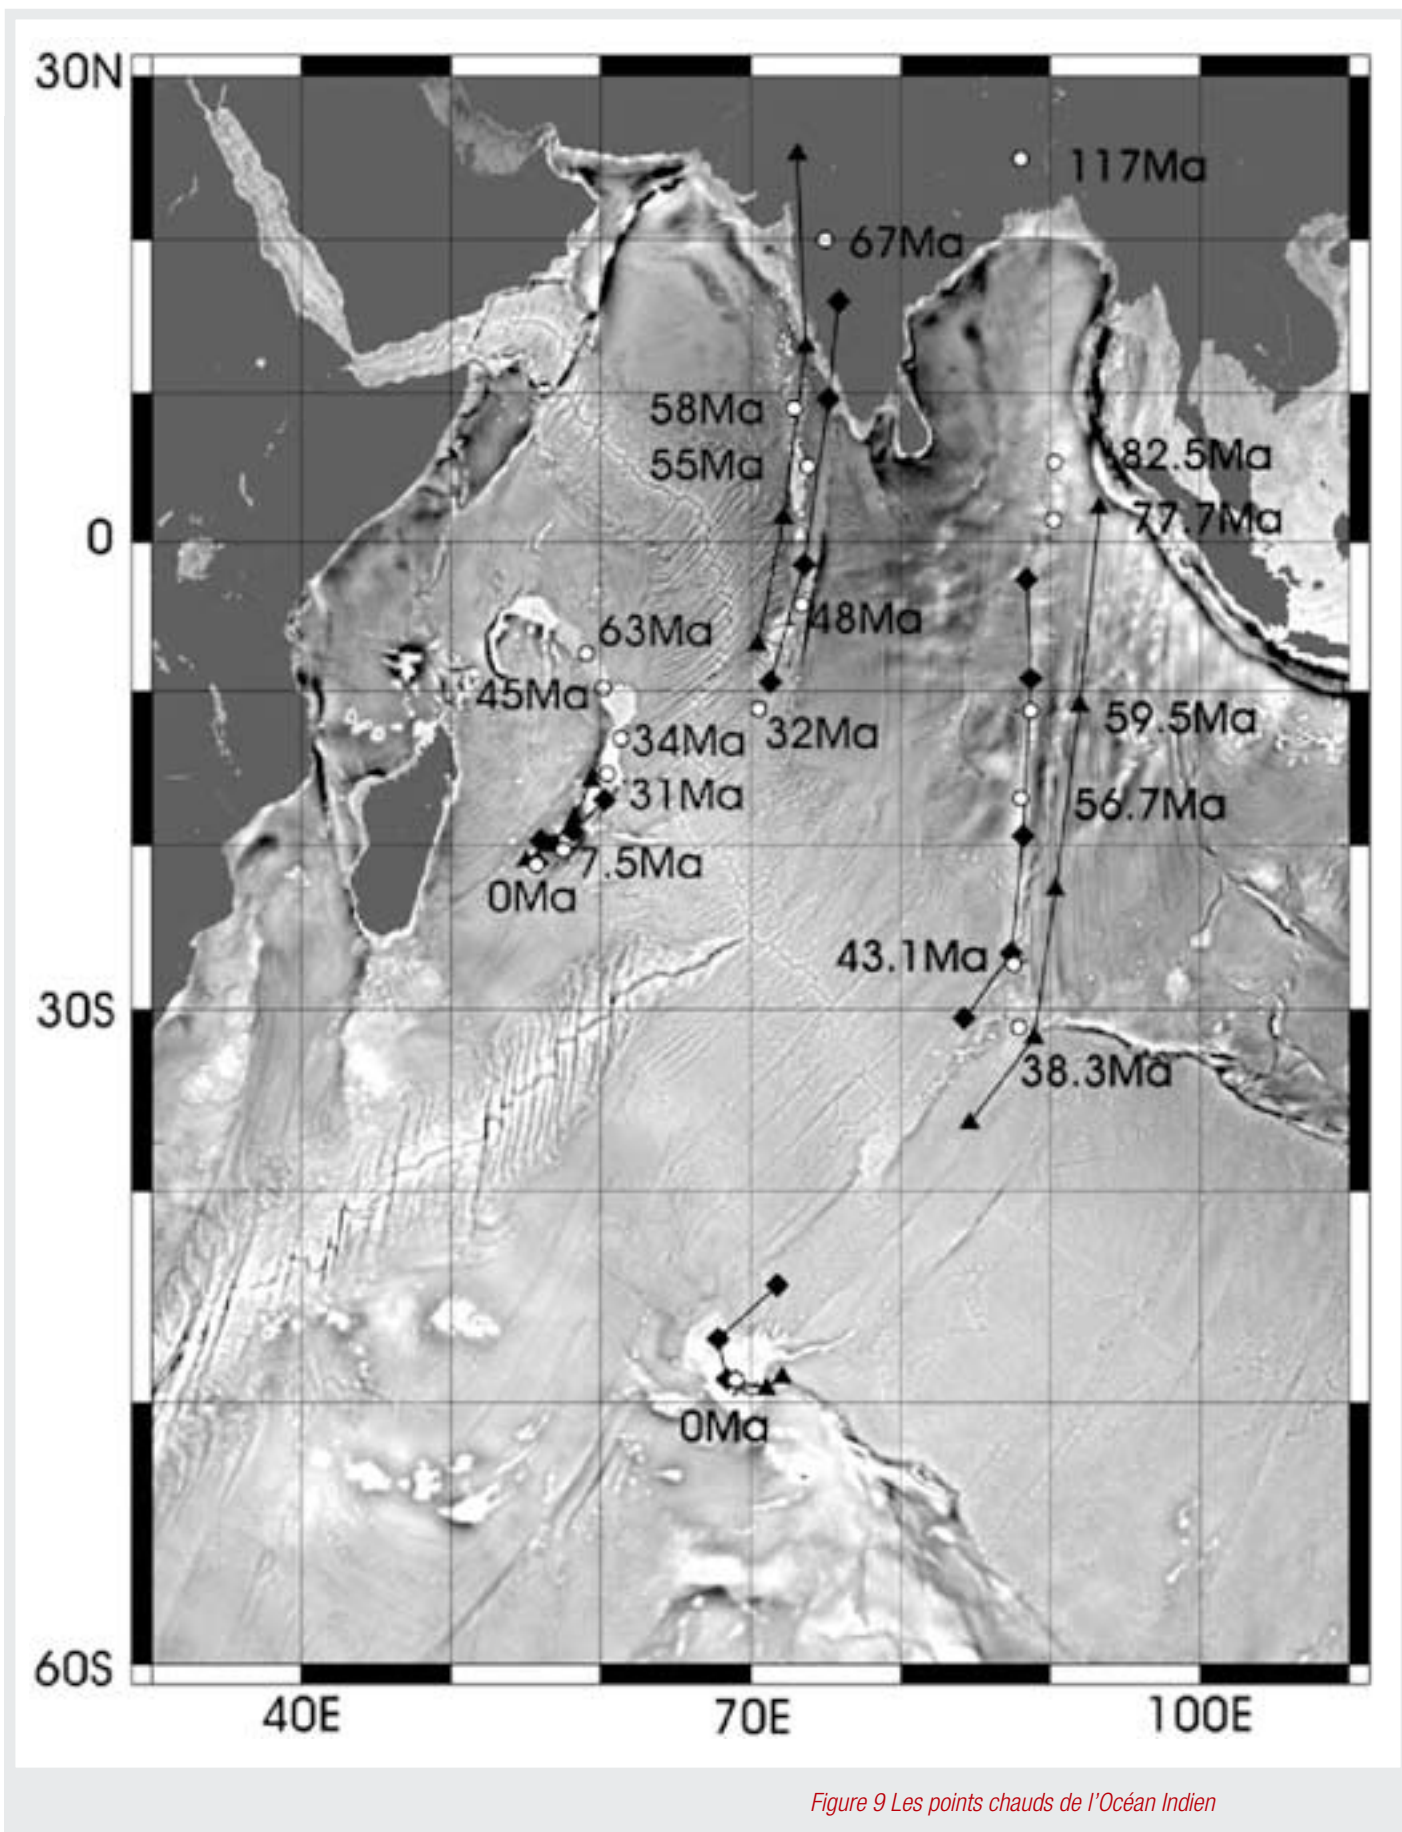 30N
117Ma
67Ma
58Ma
55Ma
82.5Ma
77.7Ma
0
48Ma
63Ma
45Ma
34Ma
32Ma
59.5Ma
31Ma
56.7Ma
7.5Ma
0Ma
43.1Ma
30S
38.3Ma
0Ma
60S
40E 70E 100E
Figure 9 Les points chauds de l'Océan Indien